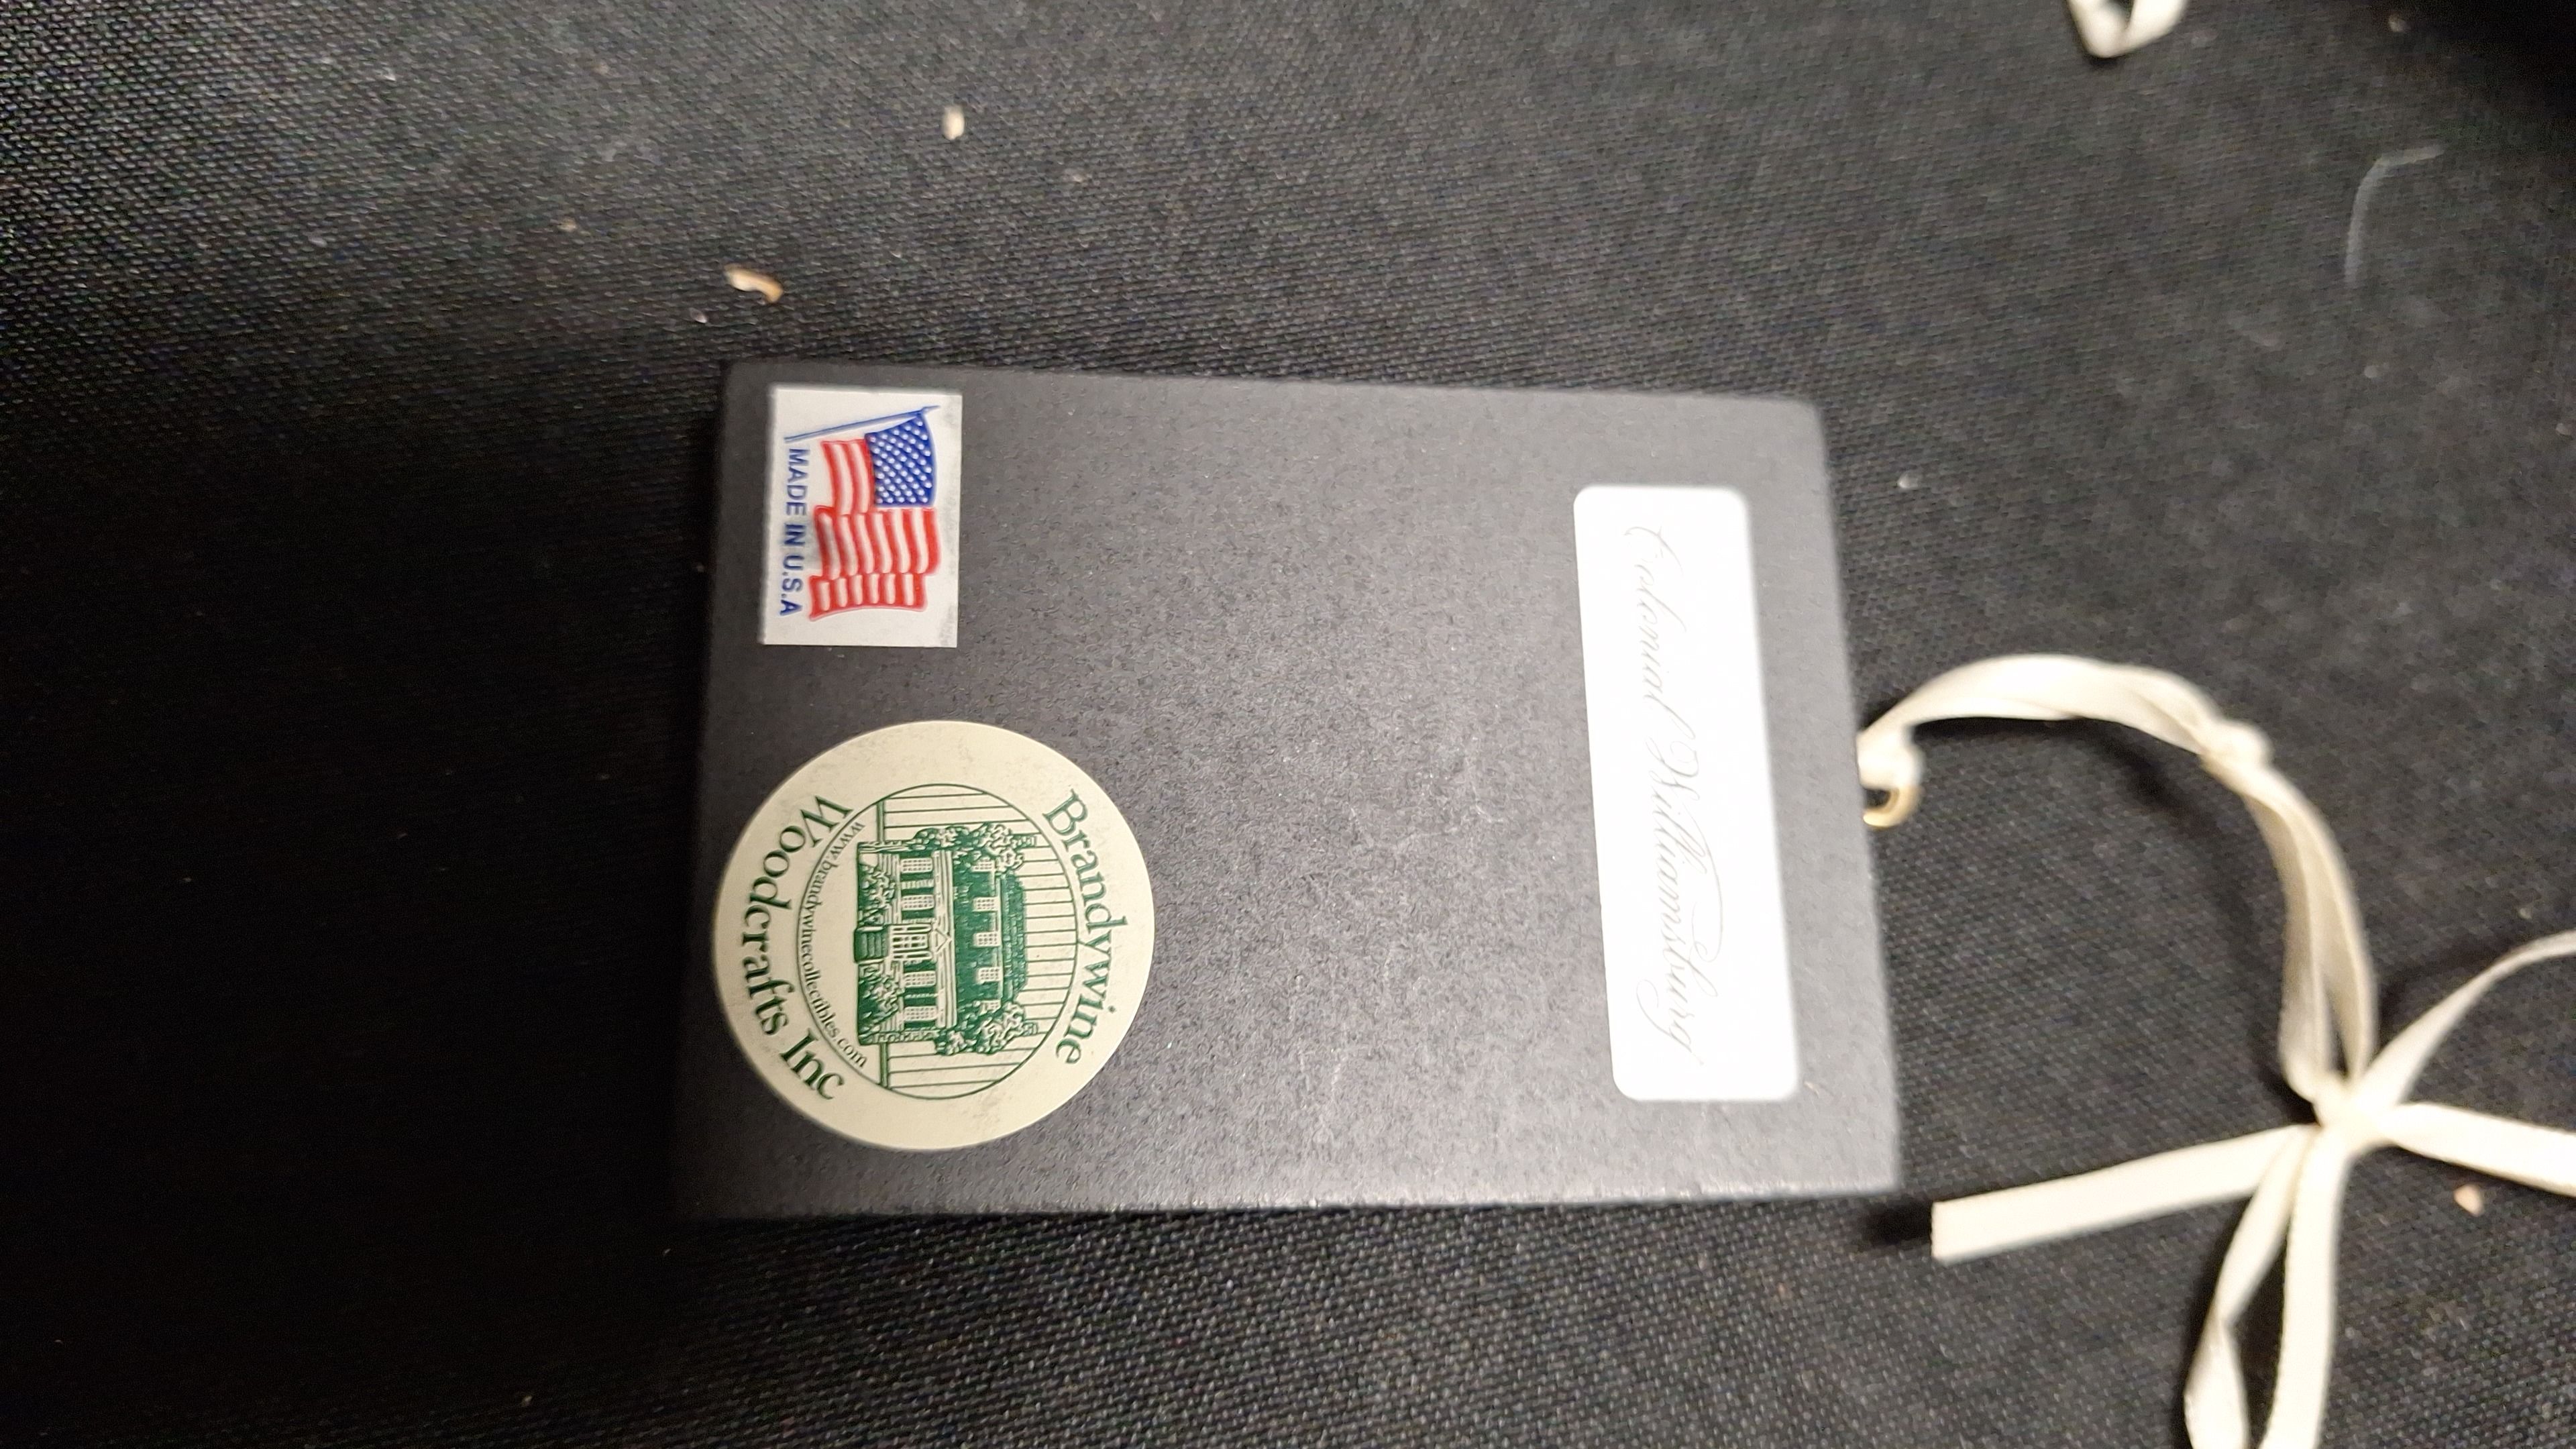 Colonial Williamsburg
Brandywine
www.brandywinecollectibles.com
Woodcrafts Inc
MADE IN U.S.A